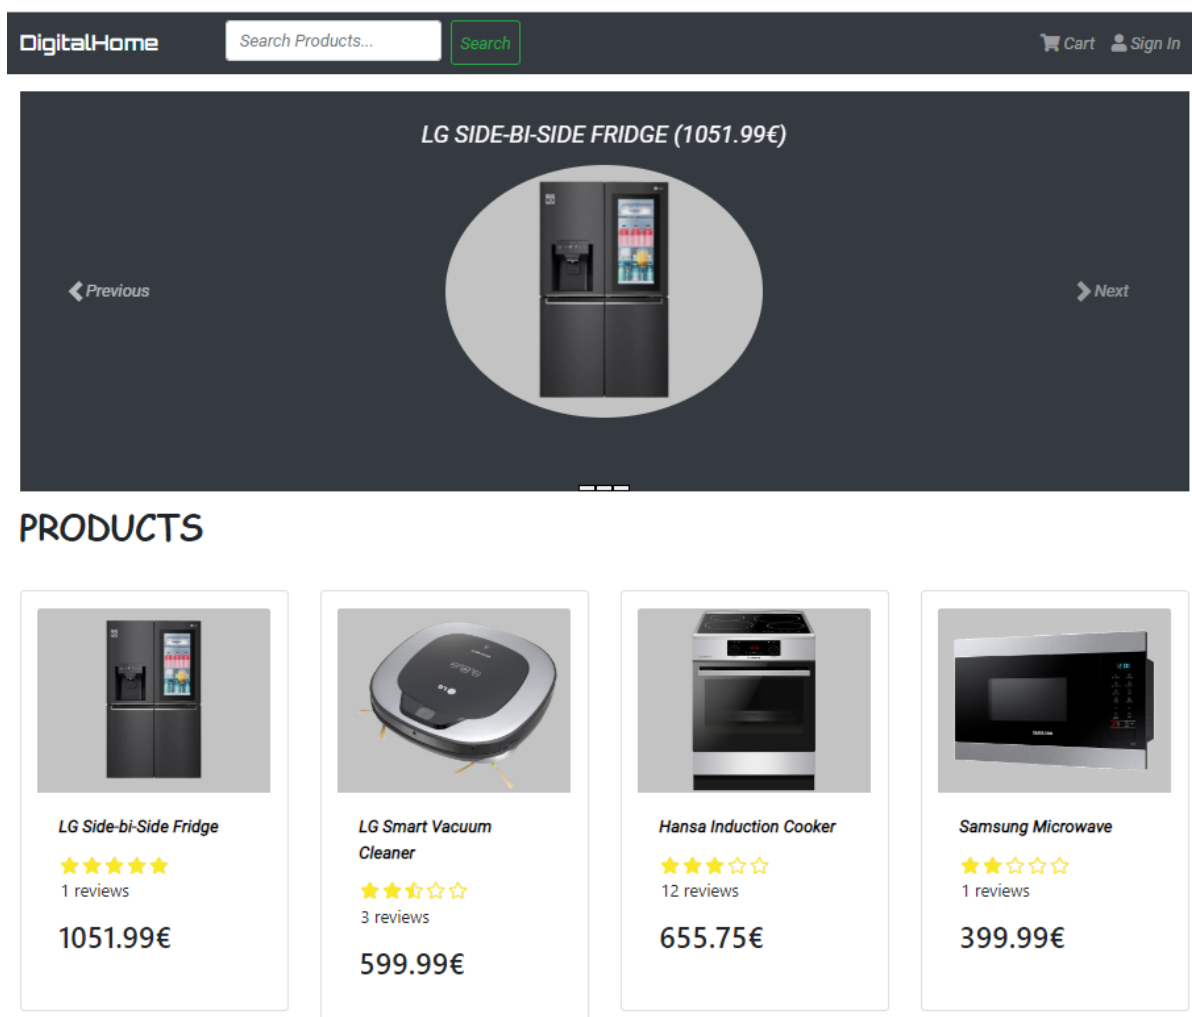 DigitalHome
Search Products...
Search
Cart
Sign In
LG SIDE-BI-SIDE FRIDGE (1051.99€)
Previous
Next
PRODUCTS
LG Side-bi-Side Fridge
1 reviews
1051.99€
LG
LG Smart Vacuum
Cleaner
3 reviews
599.99€
Hansa Induction Cooker
12 reviews
655.75€
SAMSUNG
Samsung Microwave
1 reviews
399.99€